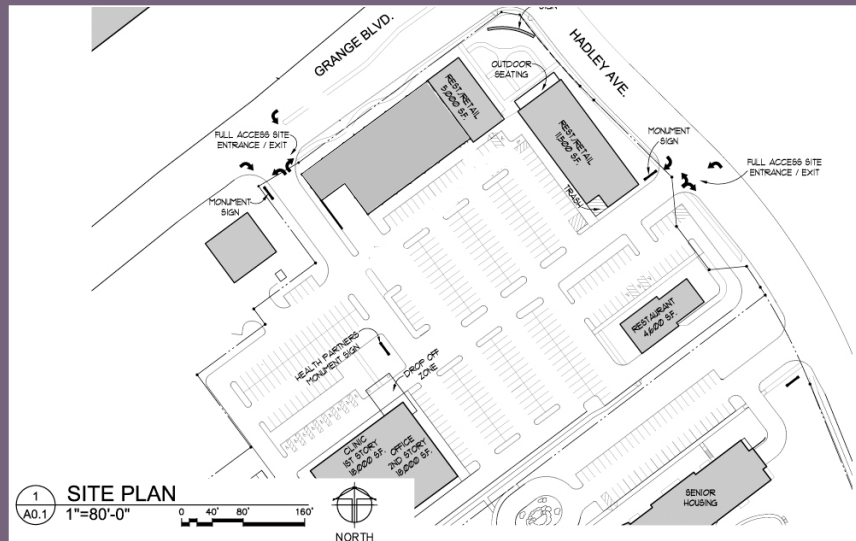 SIGN
GRANGE BLVD.
HADLEY AVE.
OUTDOOR
SEATING
REST./RETAIL
5,000 S.F.
REST./RETAIL
11,500 S.F.
MONUMENT
SIGN
FULL ACCESS SITE
ENTRANCE / EXIT
FULL ACCESS SITE
ENTRANCE / EXIT
MONUMENT
SIGN
TRASH
RESTAURANT
4,600 S.F.
HEALTH PARTNERS
MONUMENT SIGN
DROP OFF
ZONE
CLINIC
1ST STORY
18,000 S.F.
OFFICE
2ND STORY
18,000 S.F.
SENIOR
HOUSING
1
A0.1
SITE PLAN
1"=80'-0"
0 40' 80' 160'
NORTH